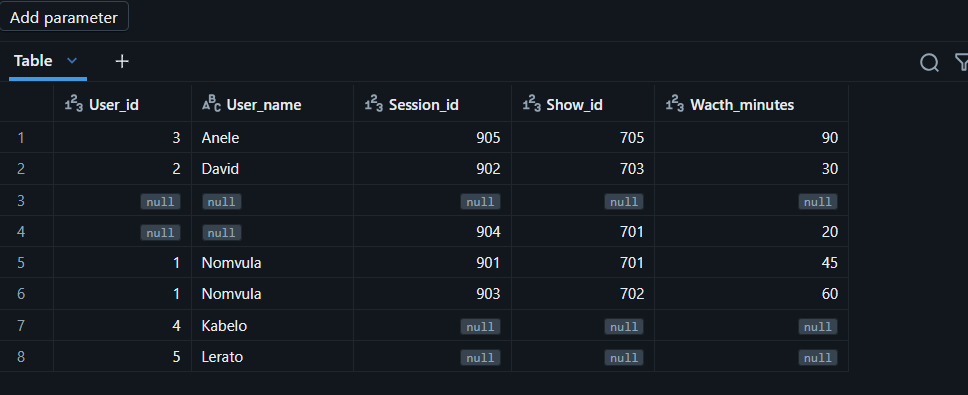 Add parameter
Table
User_id User_name Session_id Show_id Wacth_minutes
1 3 Anele 905 705 90
2 2 David 902 703 30
3 null null null null null
4 null null 904 701 20
5 1 Nomvula 901 701 45
6 1 Nomvula 903 702 60
7 4 Kabelo null null null
8 5 Lerato null null null